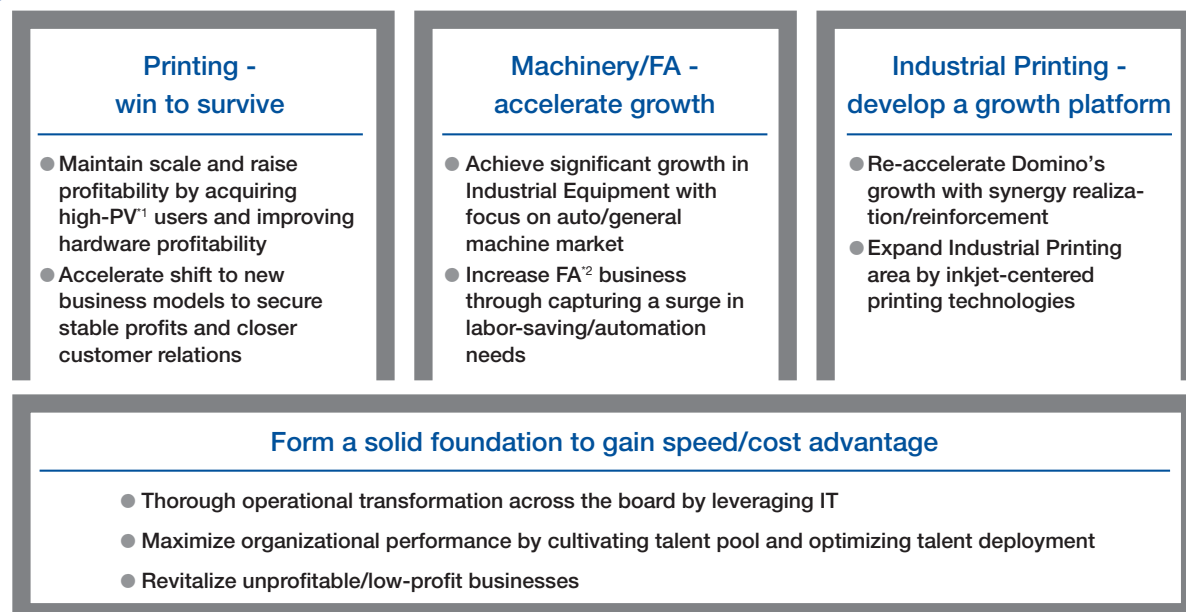 Printing -
win to survive
● Maintain scale and raise
profitability by acquiring
high-PV*1 users and improving
hardware profitability
● Accelerate shift to new
business models to secure
stable profits and closer
customer relations
Machinery/FA -
accelerate growth
● Achieve significant growth in
Industrial Equipment with
focus on auto/general
machine market
● Increase FA*2 business
through capturing a surge in
labor-saving/automation
needs
Industrial Printing -
develop a growth platform
● Re-accelerate Domino’s
growth with synergy realiza-
tion/reinforcement
● Expand Industrial Printing
area by inkjet-centered
printing technologies
Form a solid foundation to gain speed/cost advantage
● Thorough operational transformation across the board by leveraging IT
● Maximize organizational performance by cultivating talent pool and optimizing talent deployment
● Revitalize unprofitable/low-profit businesses